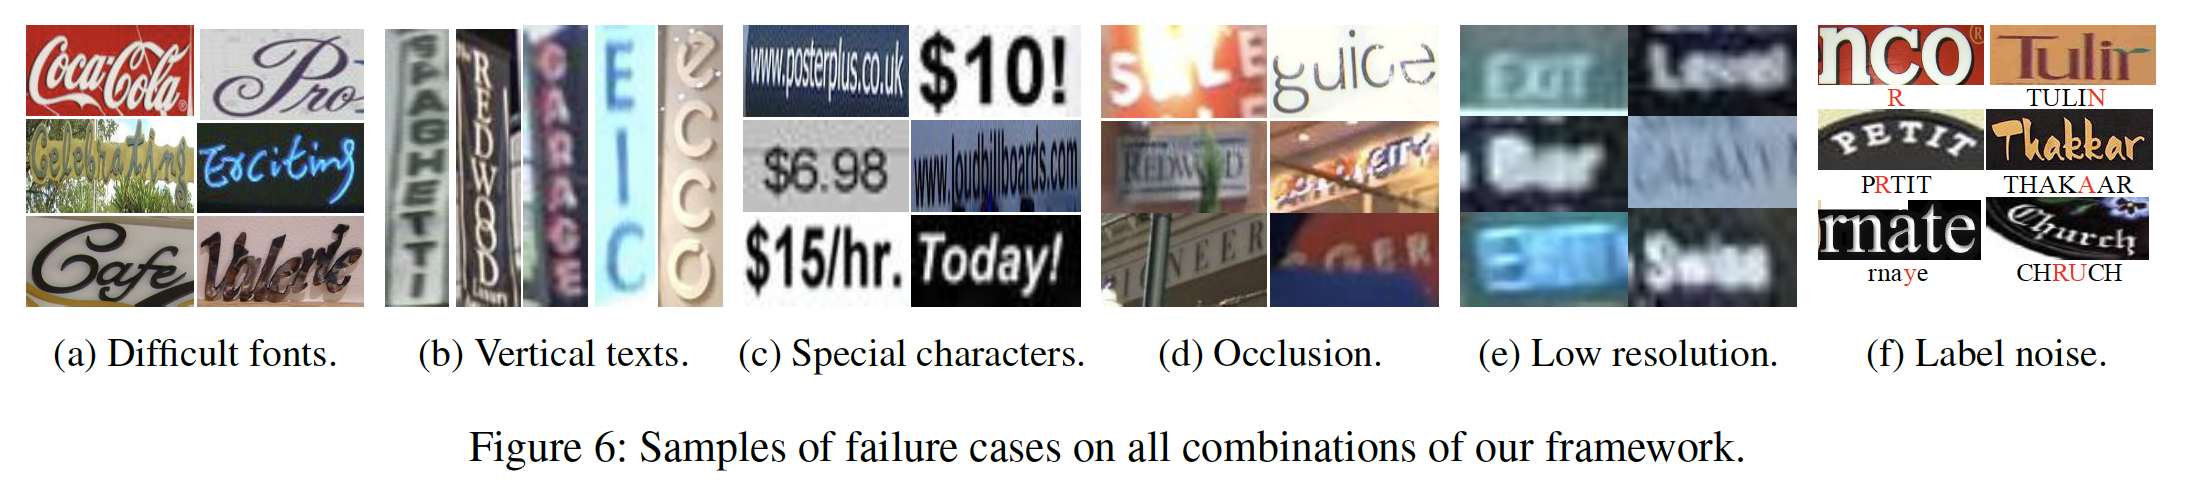 Coca-Cola®
Pro
Celebrating
Exciting
Cafe
Valerie
SPAGHETTI
REDWOOD
GARAGE
EIC
ecco
www.posterplus.co.uk
$10!
$6.98
www.loudbillboards.com
$15/hr.
Today!
SALE
guice
REDWOOD
CITY
PIONEER
GER
EXIT
Level
Bar
Swiss
nco®
R
Tulir
TULIN
PETIT
PRTIT
Thakkar
THAKAAR
rnate
rnaye
Church
CHRUCH
(a) Difficult fonts.
(b) Vertical texts.
(c) Special characters.
(d) Occlusion.
(e) Low resolution.
(f) Label noise.
Figure 6: Samples of failure cases on all combinations of our framework.